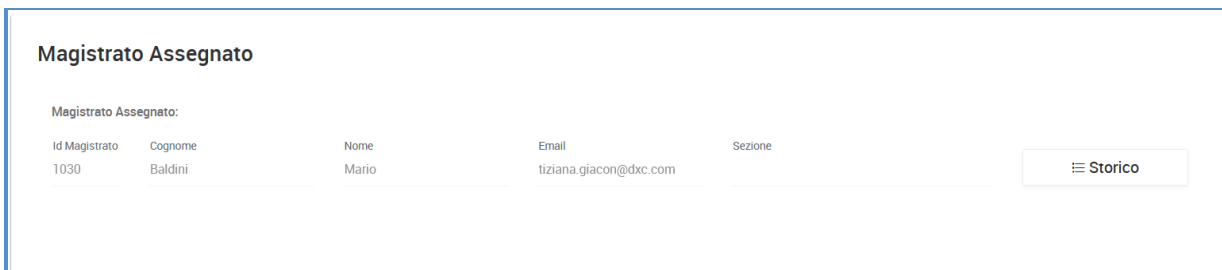 Magistrato Assegnato
Magistrato Assegnato:
Id Magistrato Cognome Nome Email Sezione
1030 Baldini Mario tiziana.giacon@dxc.com
Storico